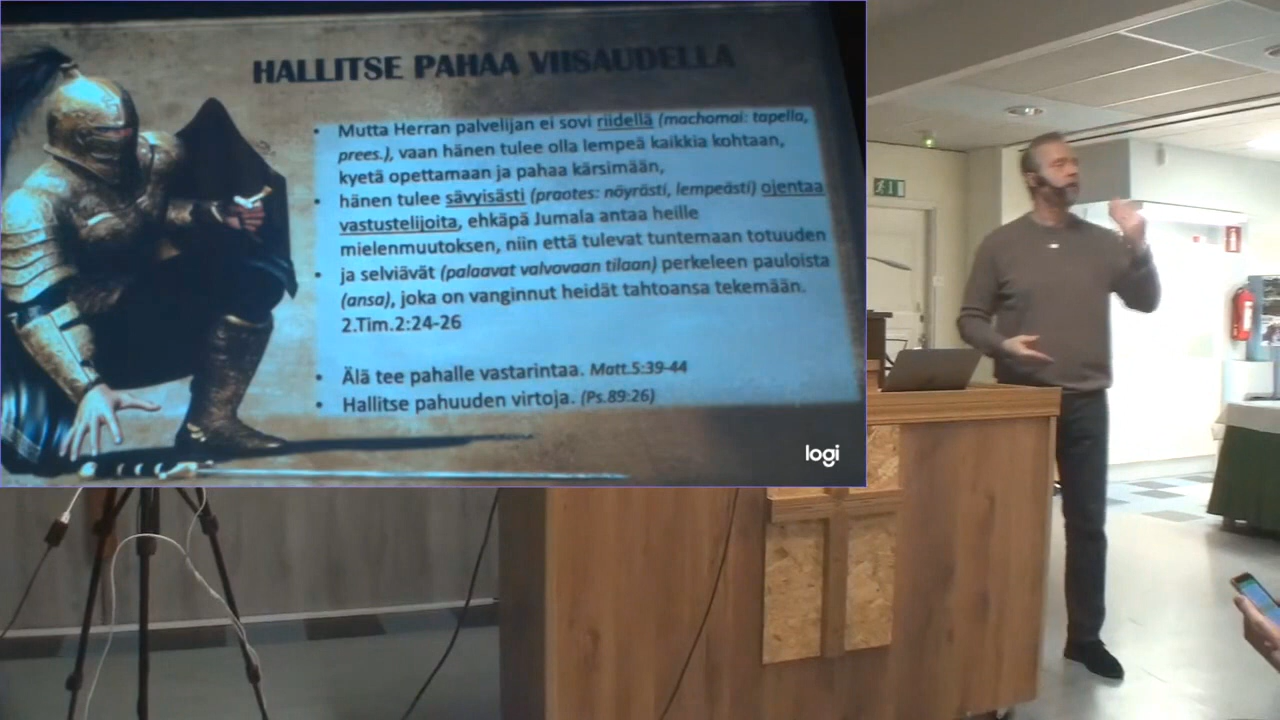 HALLITSE PAHAA VIISAUDELLA
Mutta Herran palvelijan ei sovi riidellä (machomai: tapella,
prees.), vaan hänen tulee olla lempeä kaikkia kohtaan,
kyetä opettamaan ja pahaa kärsimään,
hänen tulee sävyisästi (praotes: nöyrästi, lempeästi) ojentaa
vastustelijoita, ehkäpä Jumala antaa heille
mielenmuutoksen, niin että tulevat tuntemaan totuuden
ja selviävät (palaavat valvovaan tilaan) perkeleen pauloista
(ansa), joka on vanginnut heidät tahtoansa tekemään.
2.Tim.2:24-26
Älä tee pahalle vastarintaa. Matt.5:39-44
Hallitse pahuuden virtoja. (Ps.89:26)
logi